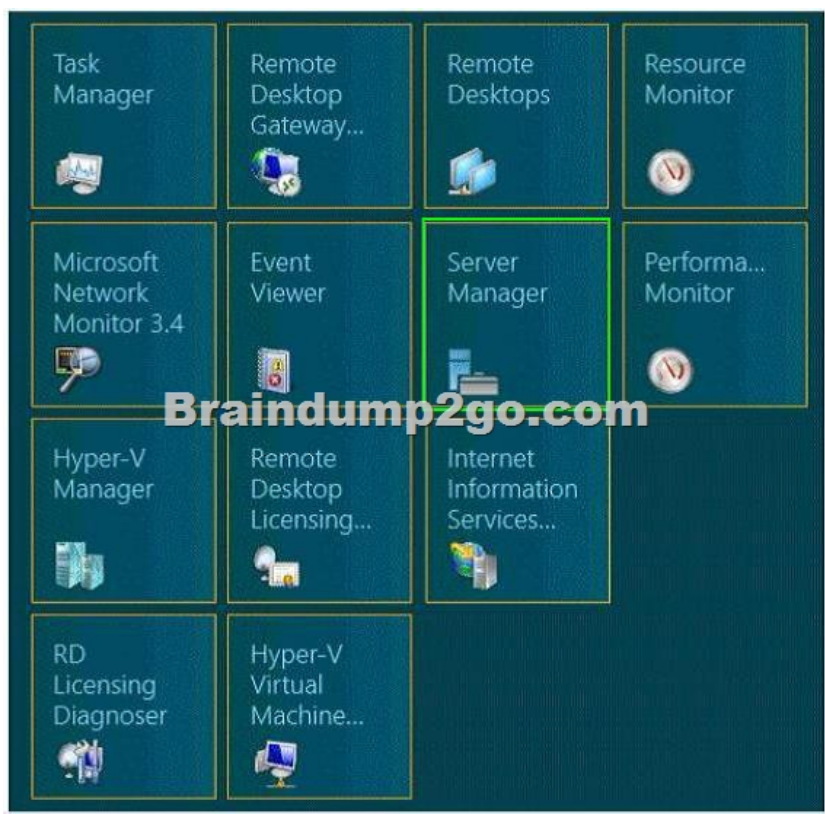 Task
Manager
Remote
Desktop
Gateway...
Remote
Desktops
Resource
Monitor
Microsoft
Network
Monitor 3.4
Event
Viewer
Server
Manager
Performa...
Monitor
Braindump2go.com
Hyper-V
Manager
Remote
Desktop
Licensing...
Internet
Information
Services...
RD
Licensing
Diagnoser
Hyper-V
Virtual
Machine...